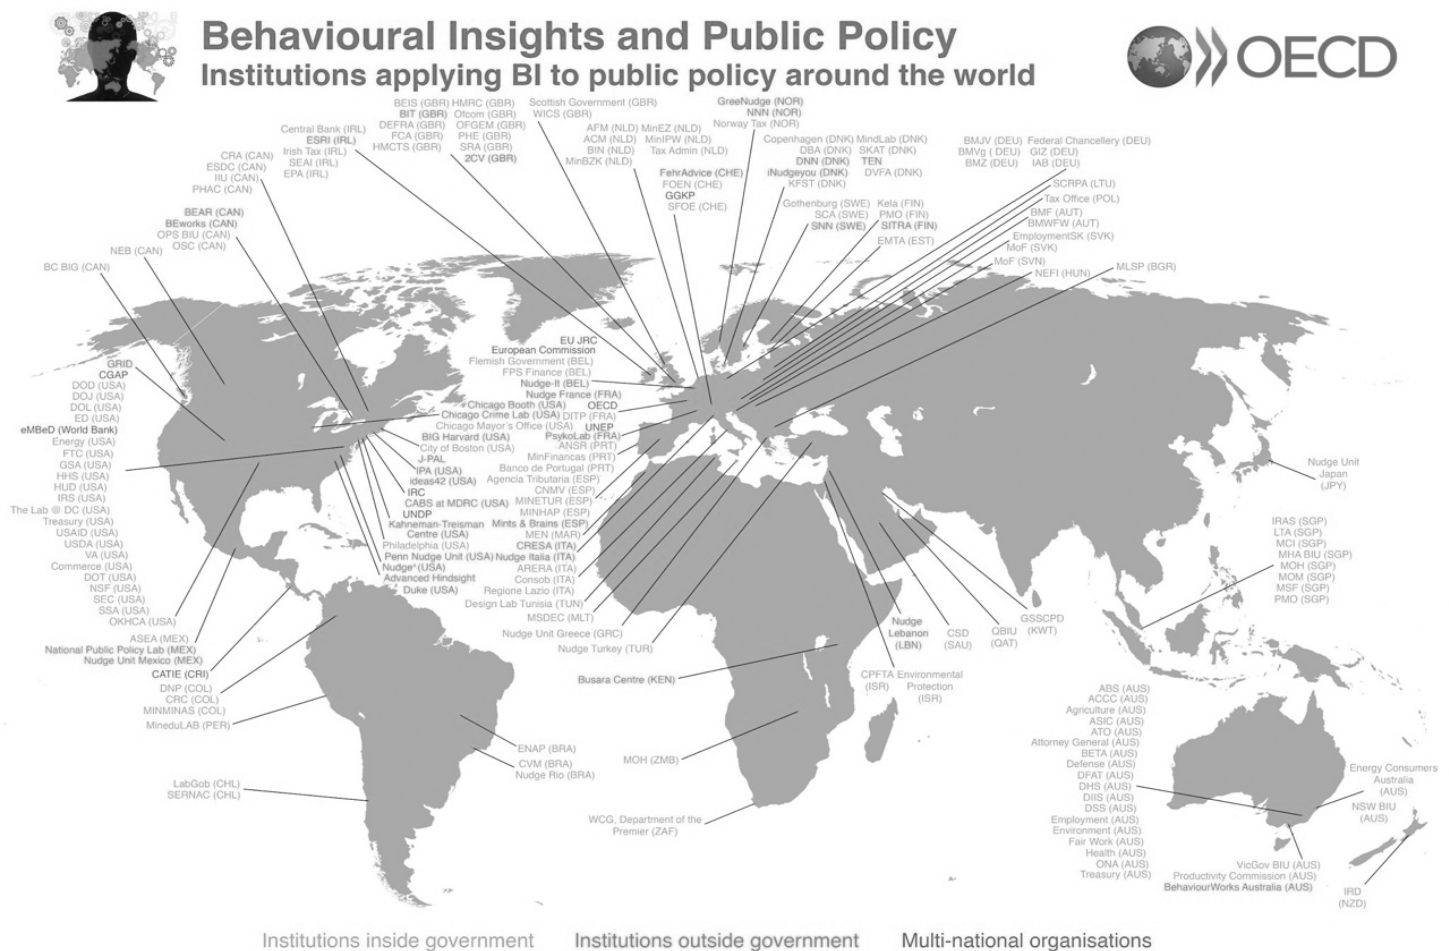 Behavioural Insights and Public Policy
Institutions applying BI to public policy around the world
OECD
BEIS (GBR) HMRC (GBR)
BIT (GBR) Ofcom (GBR)
DEFRA (GBR) OFGEM (GBR)
FCA (GBR) PHE (GBR)
HMCTS (GBR) SRA (GBR)
2CV (GBR)
Scottish Government (GBR)
WICS (GBR)
GreeNudge (NOR)
NNN (NOR)
Norway Tax (NOR)
Central Bank (IRL)
ESRI (IRL)
Irish Tax (IRL)
SEAI (IRL)
EPA (IRL)
AFM (NLD) MinEZ (NLD)
ACM (NLD) MinIPW (NLD)
BIN (NLD) Tax Admin (NLD)
MinBZK (NLD)
Copenhagen (DNK) MindLab (DNK)
DBA (DNK) SKAT (DNK)
DNN (DNK) TEN
iNudgeyou (DNK) DVFA (DNK)
KFST (DNK)
BMJV (DEU) Federal Chancellery (DEU)
BMVg ( DEU) GIZ (DEU)
BMZ (DEU) IAB (DEU)
CRA (CAN)
ESDC (CAN)
IIU (CAN)
PHAC (CAN)
FehrAdvice (CHE)
FOEN (CHE)
GGKP
SFOE (CHE)
SCRPA (LTU)
Tax Office (POL)
BMF (AUT)
BMWFW (AUT)
EmploymentSK (SVK)
MoF (SVK)
MoF (SVN)
NEFI (HUN)
MLSP (BGR)
Gothenburg (SWE) Kela (FIN)
SCA (SWE) PMO (FIN)
SNN (SWE) SITRA (FIN)
EMTA (EST)
BEAR (CAN)
BEworks (CAN)
OPS BIU (CAN)
OSC (CAN)
NEB (CAN)
BC BIG (CAN)
EU JRC
European Commission
Flemish Government (BEL)
FPS Finance (BEL)
Nudge-It (BEL)
Nudge France (FRA)
Chicago Booth (USA) OECD
Chicago Crime Lab (USA) DITP (FRA)
Chicago Mayor's Office (USA) UNEP
BIG Harvard (USA) PsykoLab (FRA)
City of Boston (USA) ANSR (PRT)
J-PAL MinFinancas (PRT)
IPA (USA) Banco de Portugal (PRT)
ideas42 (USA) Agencia Tributaria (ESP)
IRC CNMV (ESP)
CABS at MDRC (USA) MINETUR (ESP)
UNDP MINHAP (ESP)
Kahneman-Treisman Mints & Brains (ESP)
Centre (USA) MEN (MAR)
Philadelphia (USA) CRESA (ITA)
Penn Nudge Unit (USA) Nudge Italia (ITA)
Nudge⁴ (USA) ARERA (ITA)
Advanced Hindsight Consob (ITA)
Duke (USA) Regione Lazio (ITA)
Design Lab Tunisia (TUN)
MSDEC (MLT)
Nudge Unit Greece (GRC)
Nudge Turkey (TUR)
GRID
CGAP
DOD (USA)
DOJ (USA)
DOL (USA)
ED (USA)
eMBeD (World Bank)
Energy (USA)
FTC (USA)
GSA (USA)
HHS (USA)
HUD (USA)
IRS (USA)
The Lab @ DC (USA)
Treasury (USA)
USAID (USA)
USDA (USA)
VA (USA)
Commerce (USA)
DOT (USA)
NSF (USA)
SEC (USA)
SSA (USA)
OKHCA (USA)
ASEA (MEX)
National Public Policy Lab (MEX)
Nudge Unit Mexico (MEX)
CATIE (CRI)
DNP (COL)
CRC (COL)
MINMINAS (COL)
MineduLAB (PER)
LabGob (CHL)
SERNAC (CHL)
ENAP (BRA)
CVM (BRA)
Nudge Rio (BRA)
Busara Centre (KEN)
MOH (ZMB)
WCG, Department of the
Premier (ZAF)
Nudge
Lebanon
(LBN)
CSD
(SAU)
QBIU
(QAT)
GSSCPD
(KWT)
CPFTA Environmental
(ISR) Protection
(ISR)
Nudge Unit
Japan
(JPY)
IRAS (SGP)
LTA (SGP)
MCI (SGP)
MHA BIU (SGP)
MOH (SGP)
MOM (SGP)
MSF (SGP)
PMO (SGP)
ABS (AUS)
ACCC (AUS)
Agriculture (AUS)
ASIC (AUS)
ATO (AUS)
Attorney General (AUS)
BETA (AUS)
Defense (AUS)
DFAT (AUS)
DHS (AUS)
DIIS (AUS)
DSS (AUS)
Employment (AUS)
Environment (AUS)
Fair Work (AUS)
Health (AUS)
ONA (AUS)
Treasury (AUS)
Energy Consumers
Australia
(AUS)
NSW BIU
(AUS)
VicGov BIU (AUS)
Productivity Commission (AUS)
BehaviourWorks Australia (AUS)
IRD
(NZD)
Institutions inside government
Institutions outside government
Multi-national organisations